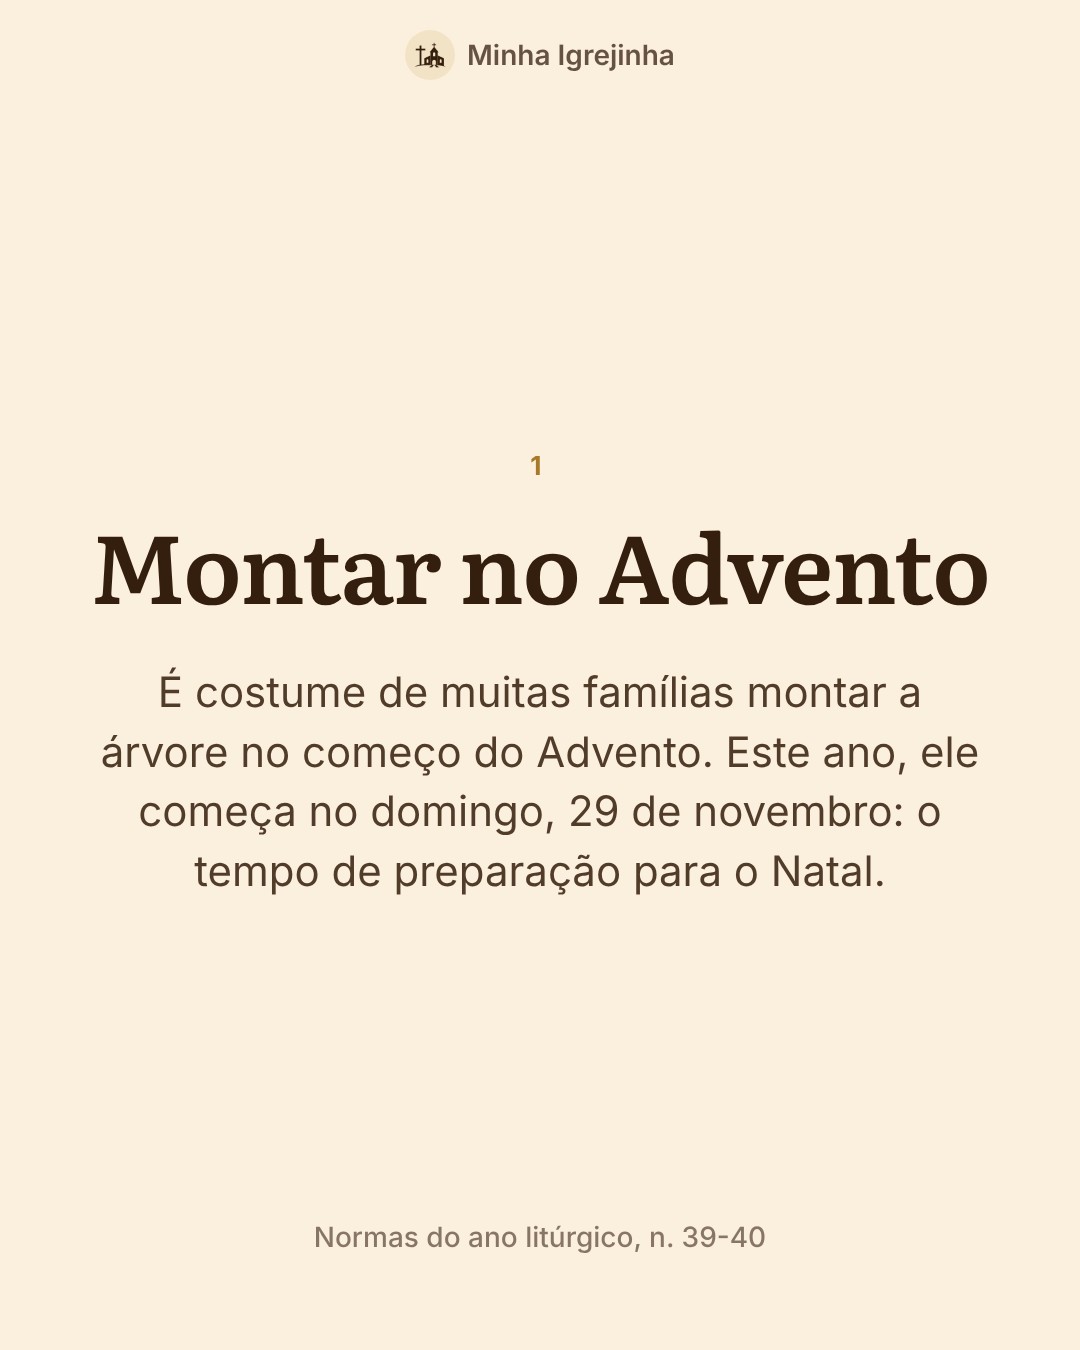 Minha Igrejinha
1
Montar no Advento
É costume de muitas famílias montar a
árvore no começo do Advento. Este ano, ele
começa no domingo, 29 de novembro: o
tempo de preparação para o Natal.
Normas do ano litúrgico, n. 39-40